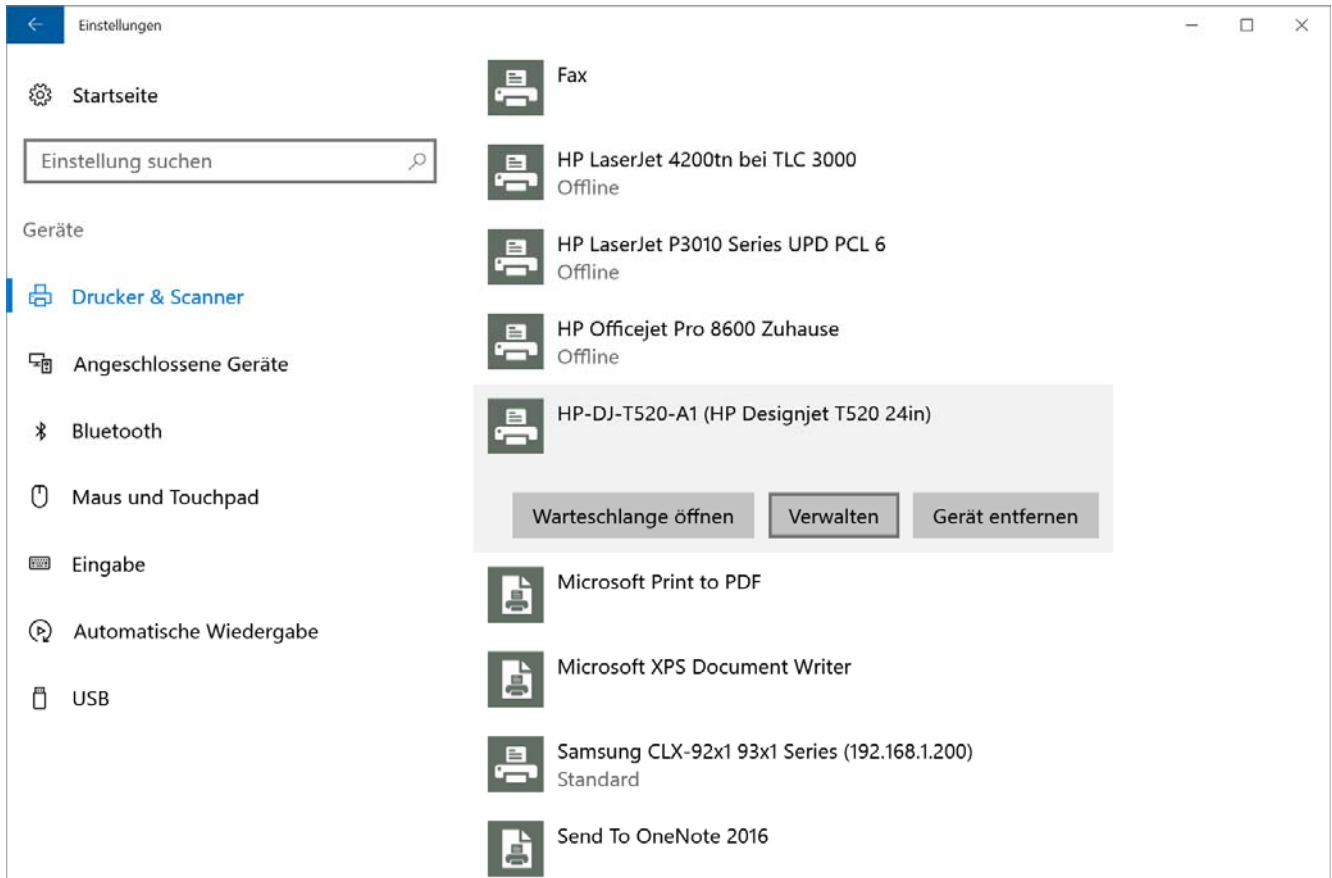 Einstellungen
Startseite
Einstellung suchen
Geräte
Drucker & Scanner
Angeschlossene Geräte
Bluetooth
Maus und Touchpad
Eingabe
Automatische Wiedergabe
USB
Fax
HP LaserJet 4200tn bei TLC 3000
Offline
HP LaserJet P3010 Series UPD PCL 6
Offline
HP Officejet Pro 8600 Zuhause
Offline
HP-DJ-T520-A1 (HP Designjet T520 24in)
Warteschlange öffnen Verwalten Gerät entfernen
Microsoft Print to PDF
Microsoft XPS Document Writer
Samsung CLX-92x1 93x1 Series (192.168.1.200)
Standard
Send To OneNote 2016